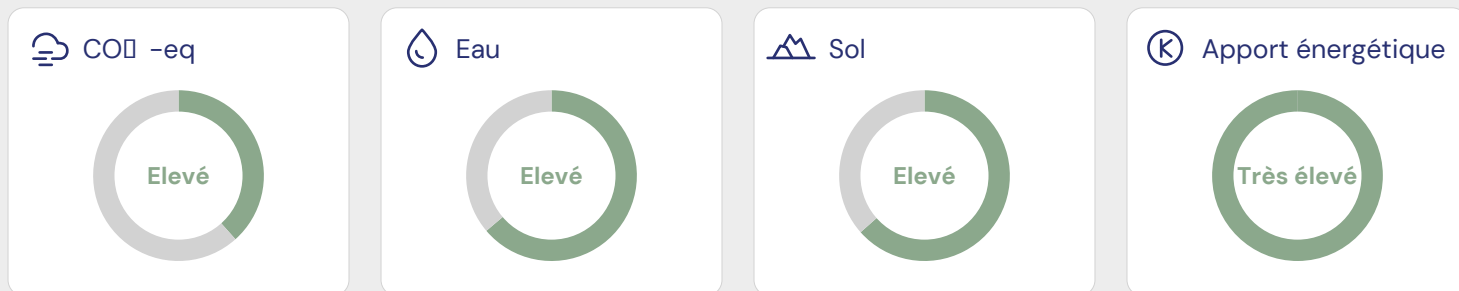 CO▯ -eq
Eau
Sol
Apport énergétique
Elevé
Elevé
Elevé
Très élevé